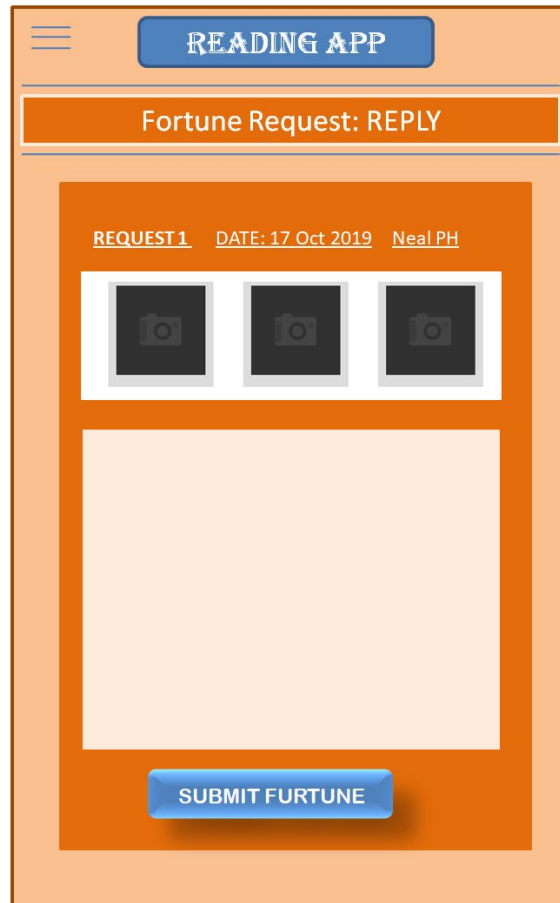 READING APP
Fortune Request: REPLY
REQUEST 1 DATE: 17 Oct 2019 Neal PH
SUBMIT FURTUNE